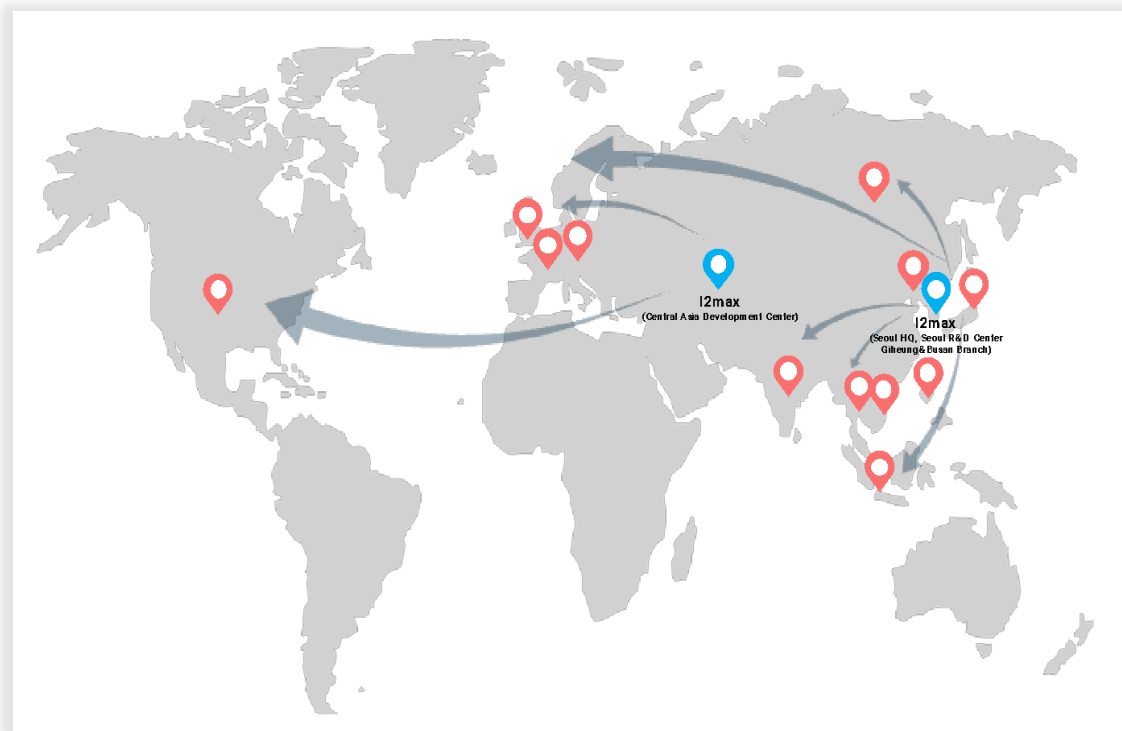 I2max
(Central Asia Development Center)
I2max
(Seoul HQ, Seoul R&D Center
Giheung&Busan Branch)